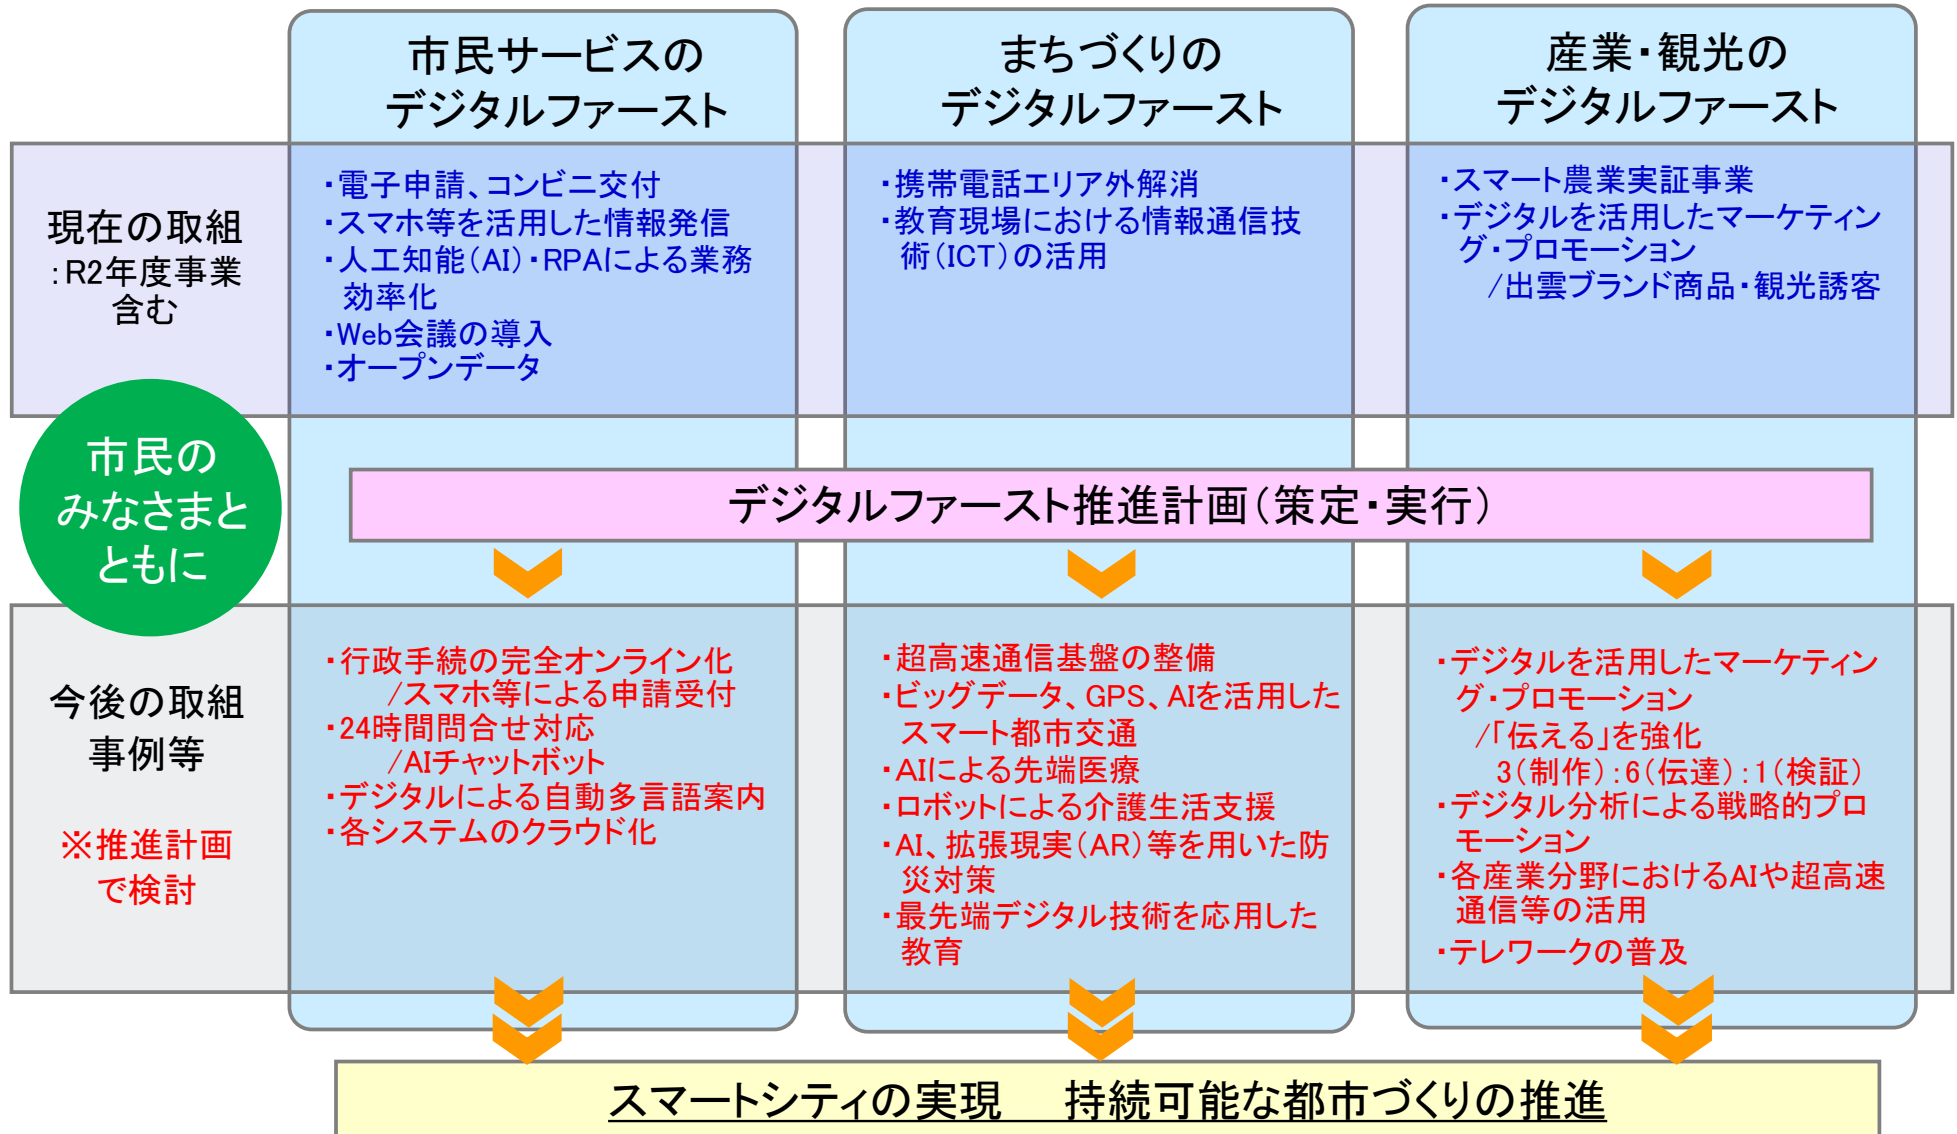 市民サービスの
デジタルファースト
まちづくりの
デジタルファースト
産業・観光の
デジタルファースト
現在の取組
：R2年度事業
含む
・電子申請、コンビニ交付
・スマホ等を活用した情報発信
・人工知能（AI）・RPAによる業務
効率化
・Web会議の導入
・オープンデータ
・携帯電話エリア外解消
・教育現場における情報通信技
術（ICT）の活用
・スマート農業実証事業
・デジタルを活用したマーケティン
グ・プロモーション
/出雲ブランド商品・観光誘客
市民の
みなさまと
ともに
デジタルファースト推進計画（策定・実行）
今後の取組
事例等
※推進計画
で検討
・行政手続の完全オンライン化
/スマホ等による申請受付
・24時間問合せ対応
/AIチャットボット
・デジタルによる自動多言語案内
・各システムのクラウド化
・超高速通信基盤の整備
・ビッグデータ、GPS、AIを活用した
スマート都市交通
・AIによる先端医療
・ロボットによる介護生活支援
・AI、拡張現実（AR）等を用いた防
災対策
・最先端デジタル技術を応用した
教育
・デジタルを活用したマーケティン
グ・プロモーション
/「伝える」を強化
3（制作）：6（伝達）：1（検証）
・デジタル分析による戦略的プロ
モーション
・各産業分野におけるAIや超高速
通信等の活用
・テレワークの普及
スマートシティの実現　持続可能な都市づくりの推進